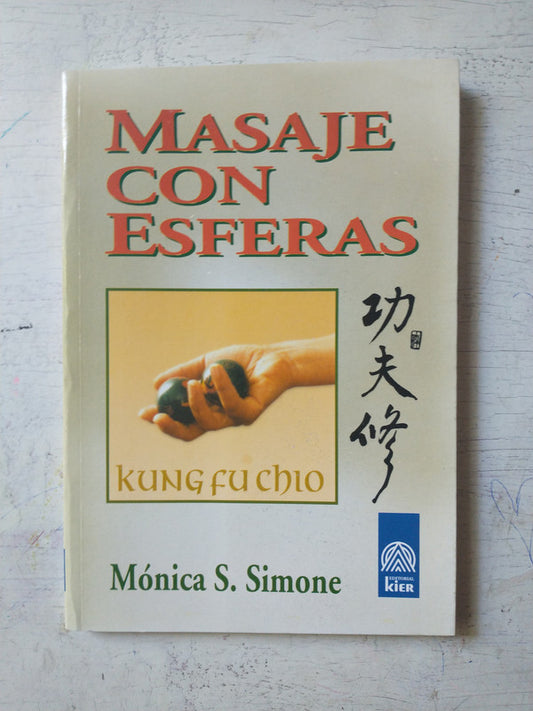 MASAJE
CON
ESFERAS
功夫修
KUNG FU CHIO
Mónica S. Simone
EDITORIAL
kier